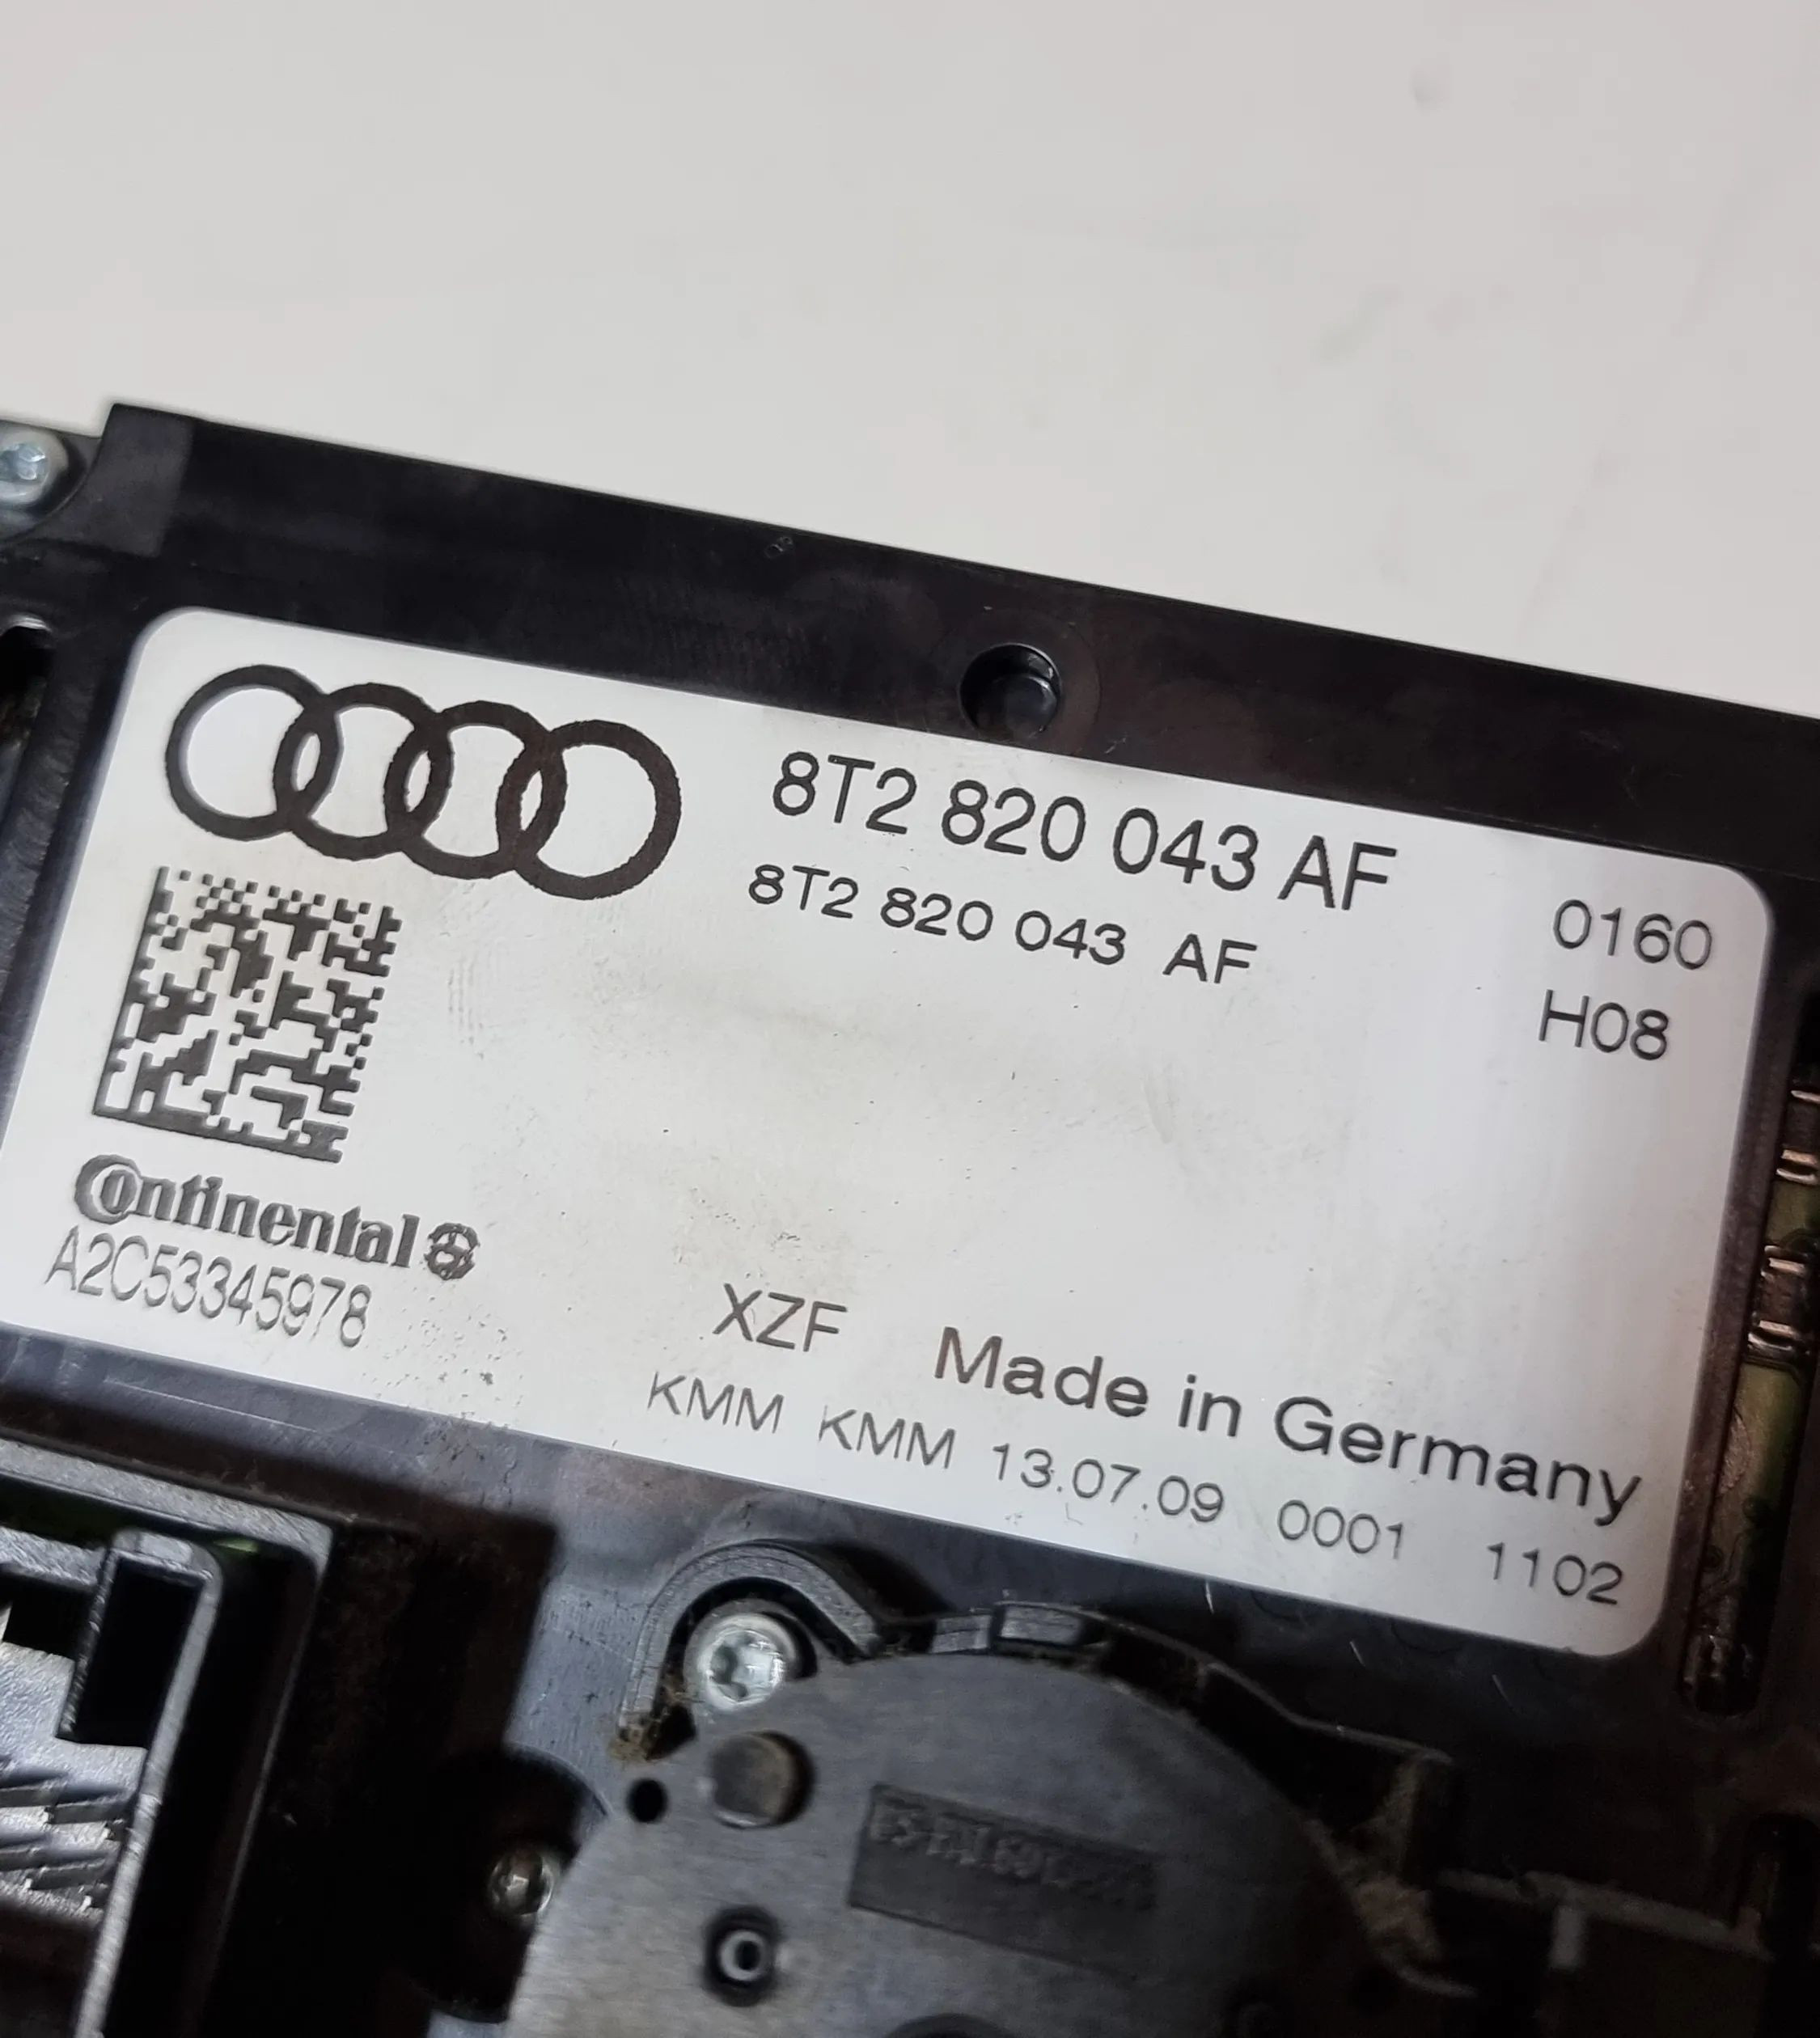 8T2 820 043 AF
8T2 820 043 AF
0160
H08
Continental
A2C53345978
XZF Made in Germany
KMM KMM 13.07.09 0001 1102